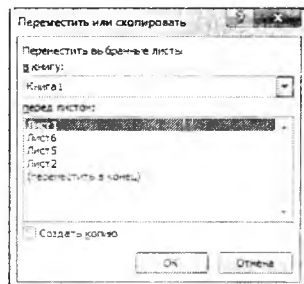 Переместить или скопировать
Переместить выбранные листы
в книгу:
Книга1
перед листом:
Лист6
Лист5
Лист2
(переместить в конец)
Создать копию
ОК
Отмена